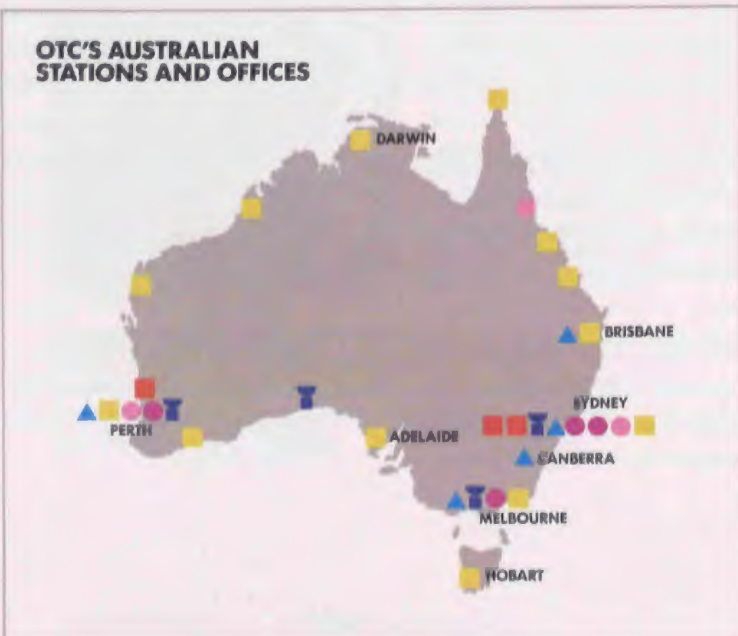 OTC'S AUSTRALIAN
STATIONS AND OFFICES
DARWIN
BRISBANE
SYDNEY
PERTH
ADELAIDE
CANBERRA
MELBOURNE
HOBART